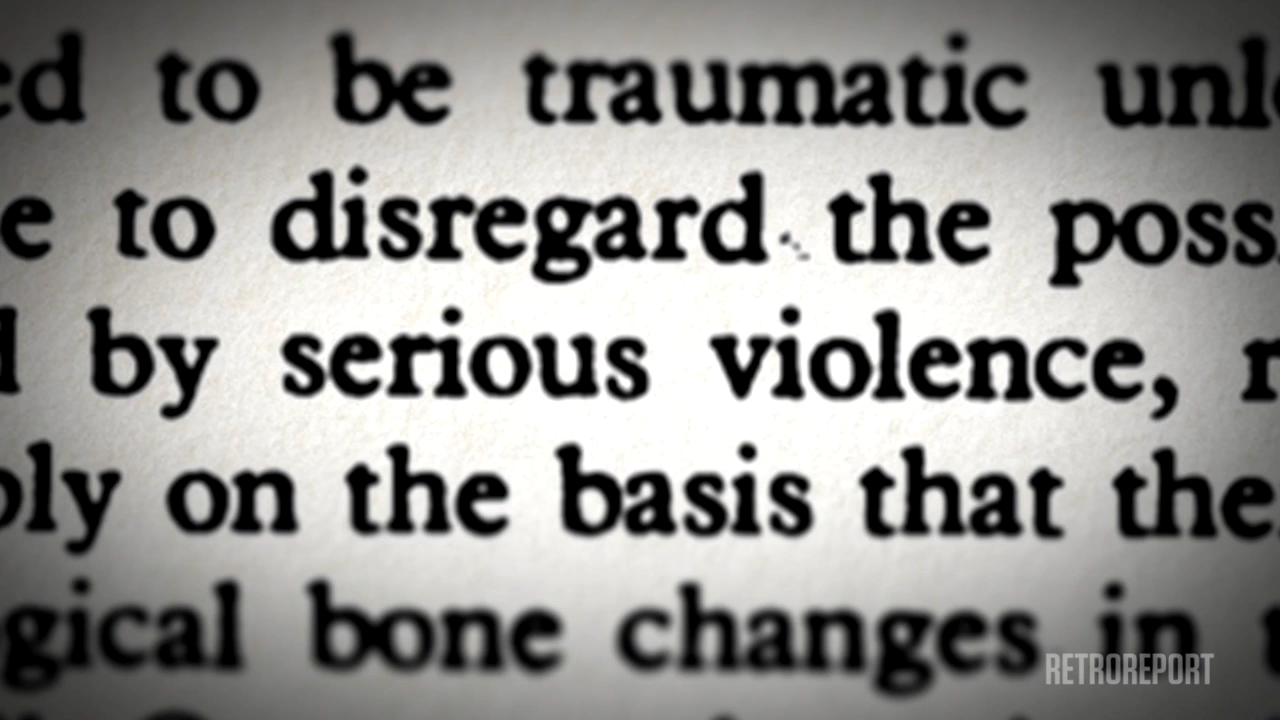 ed to be traumatic unl
e to disregard the poss
d by serious violence,
ly on the basis that the
gical bone changes in
RETROREPORT